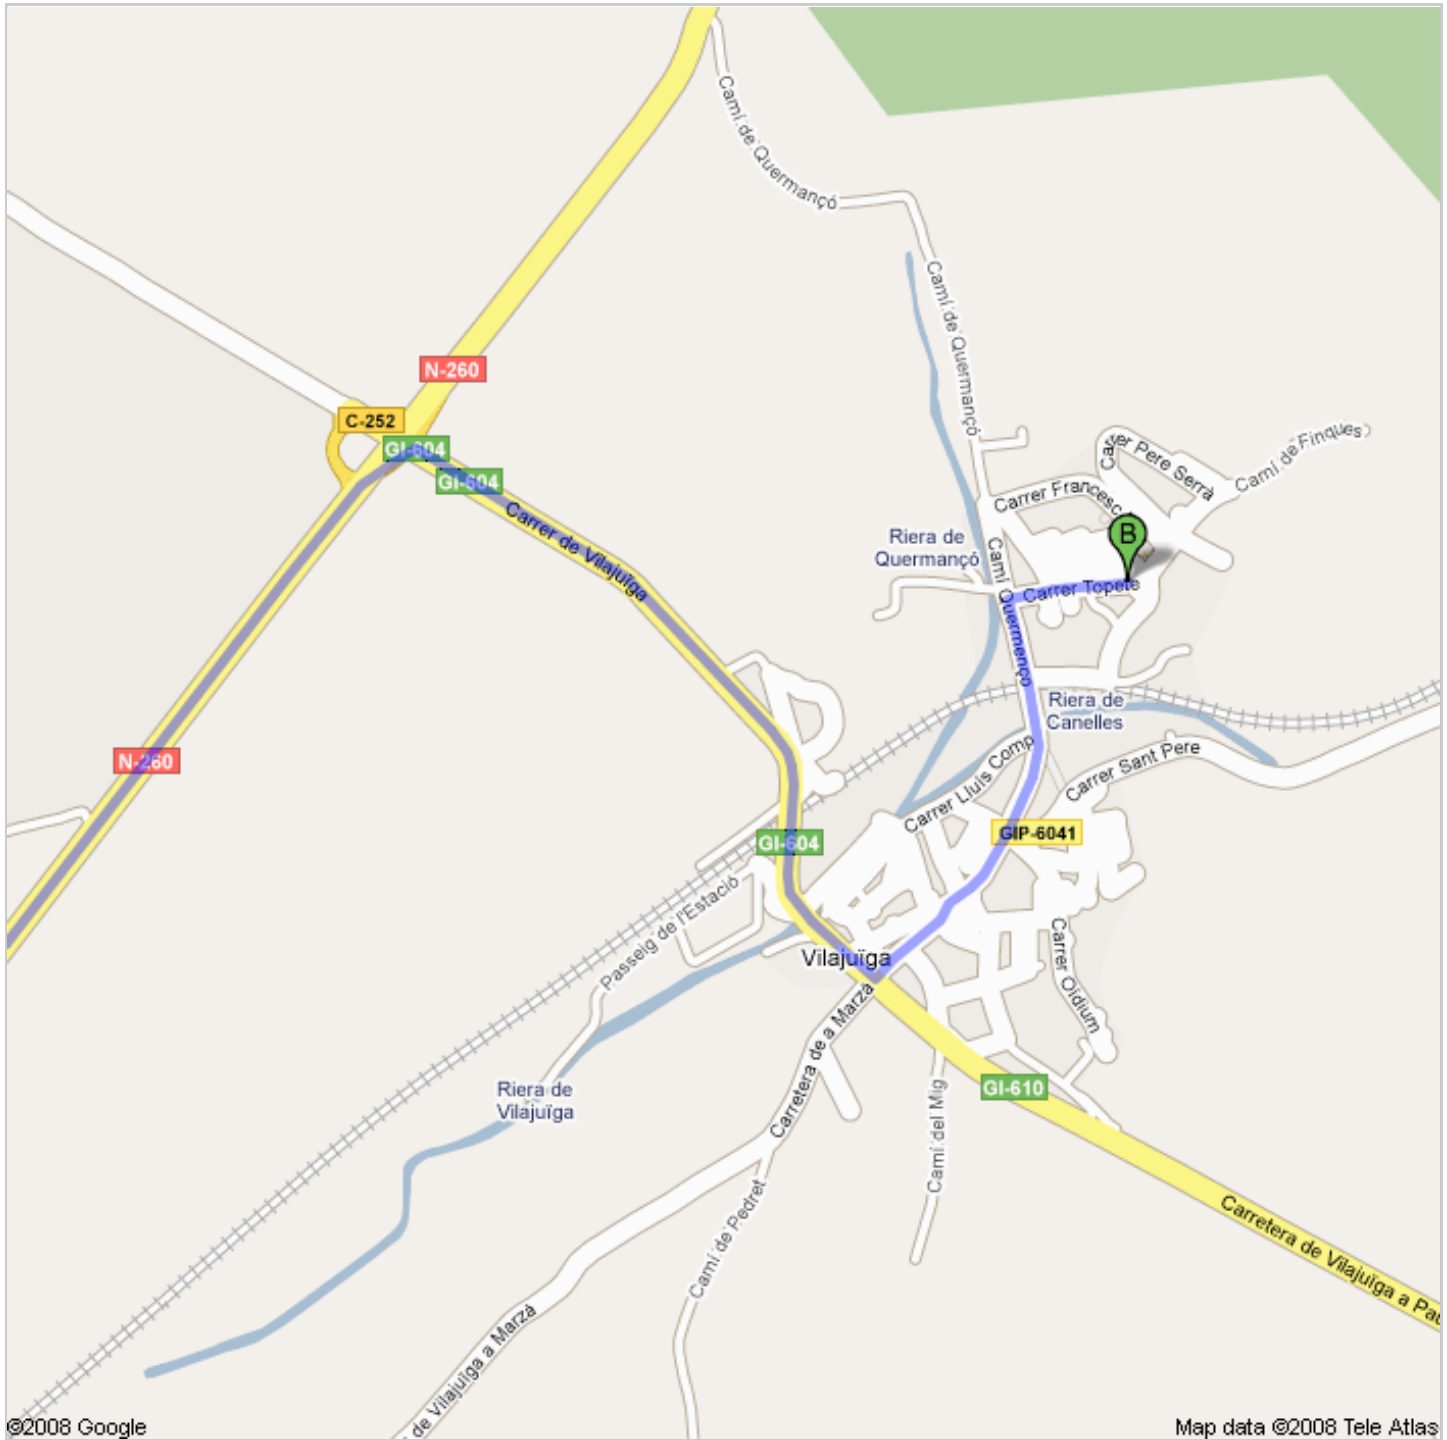 Camí de Quermançó
Camí de Quermançó
N-260
C-252
GI-604
GI-604
Carrer de Vilajuïga
Carrer Pere Serrà
Camí de Finques
Carrer Francesc
B
Riera de
Quermançó
Camí Quermenço
Carrer Topete
Riera de
Canelles
N-260
Carrer Sant Pere
Carrer Lluís Comp
GIP-6041
GI-604
Passeig de l'Estació
Vilajuïga
Carrer Oïdium
Carretera de a Marzà
GI-610
Riera de
Vilajuïga
Camí del Mig
Camí de Pedret
Carretera de Vilajuïga a Pau
de Vilajuïga a Marzà
©2008 Google
Map data ©2008 Tele Atlas